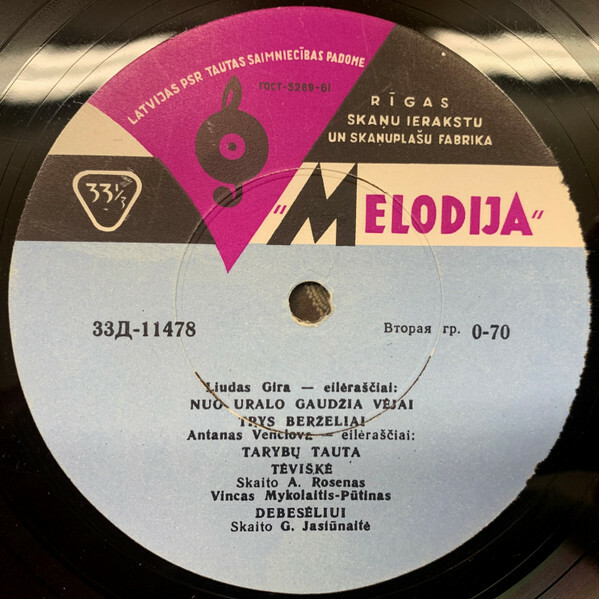 LATVIJAS PSR TAUTAS SAIMNIECĪBAS PADOME
ГОСТ-5289-61
RĪGAS
SKAŅU IERAKSTU
UN SKAŅUPLAŠU FABRIKA
33⅓
"MELODIJA"
33Д-11478
Вторая гр. 0-70
Liudas Gira — eilėraščiai:
NUO URALO GAUDŽIA VĖJAI
TRYS BERŽELIAI
Antanas Venclova — eilėraščiai:
TARYBŲ TAUTA
TĖVIŠKĖ
Skaito A. Rosenas
Vincas Mykolaitis-Pūtinas
DEBESĖLIUI
Skaito G. Jasiūnaitė